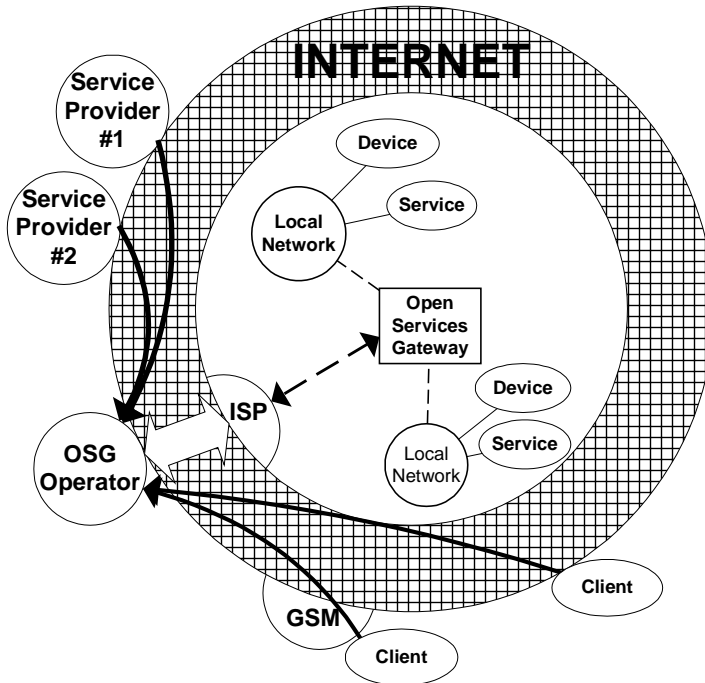 INTERNET
Service
Provider
#1
Service
Provider
#2
Device
Service
Local
Network
Open
Services
Gateway
ISP
Device
Service
Local
Network
OSG
Operator
GSM
Client
Client